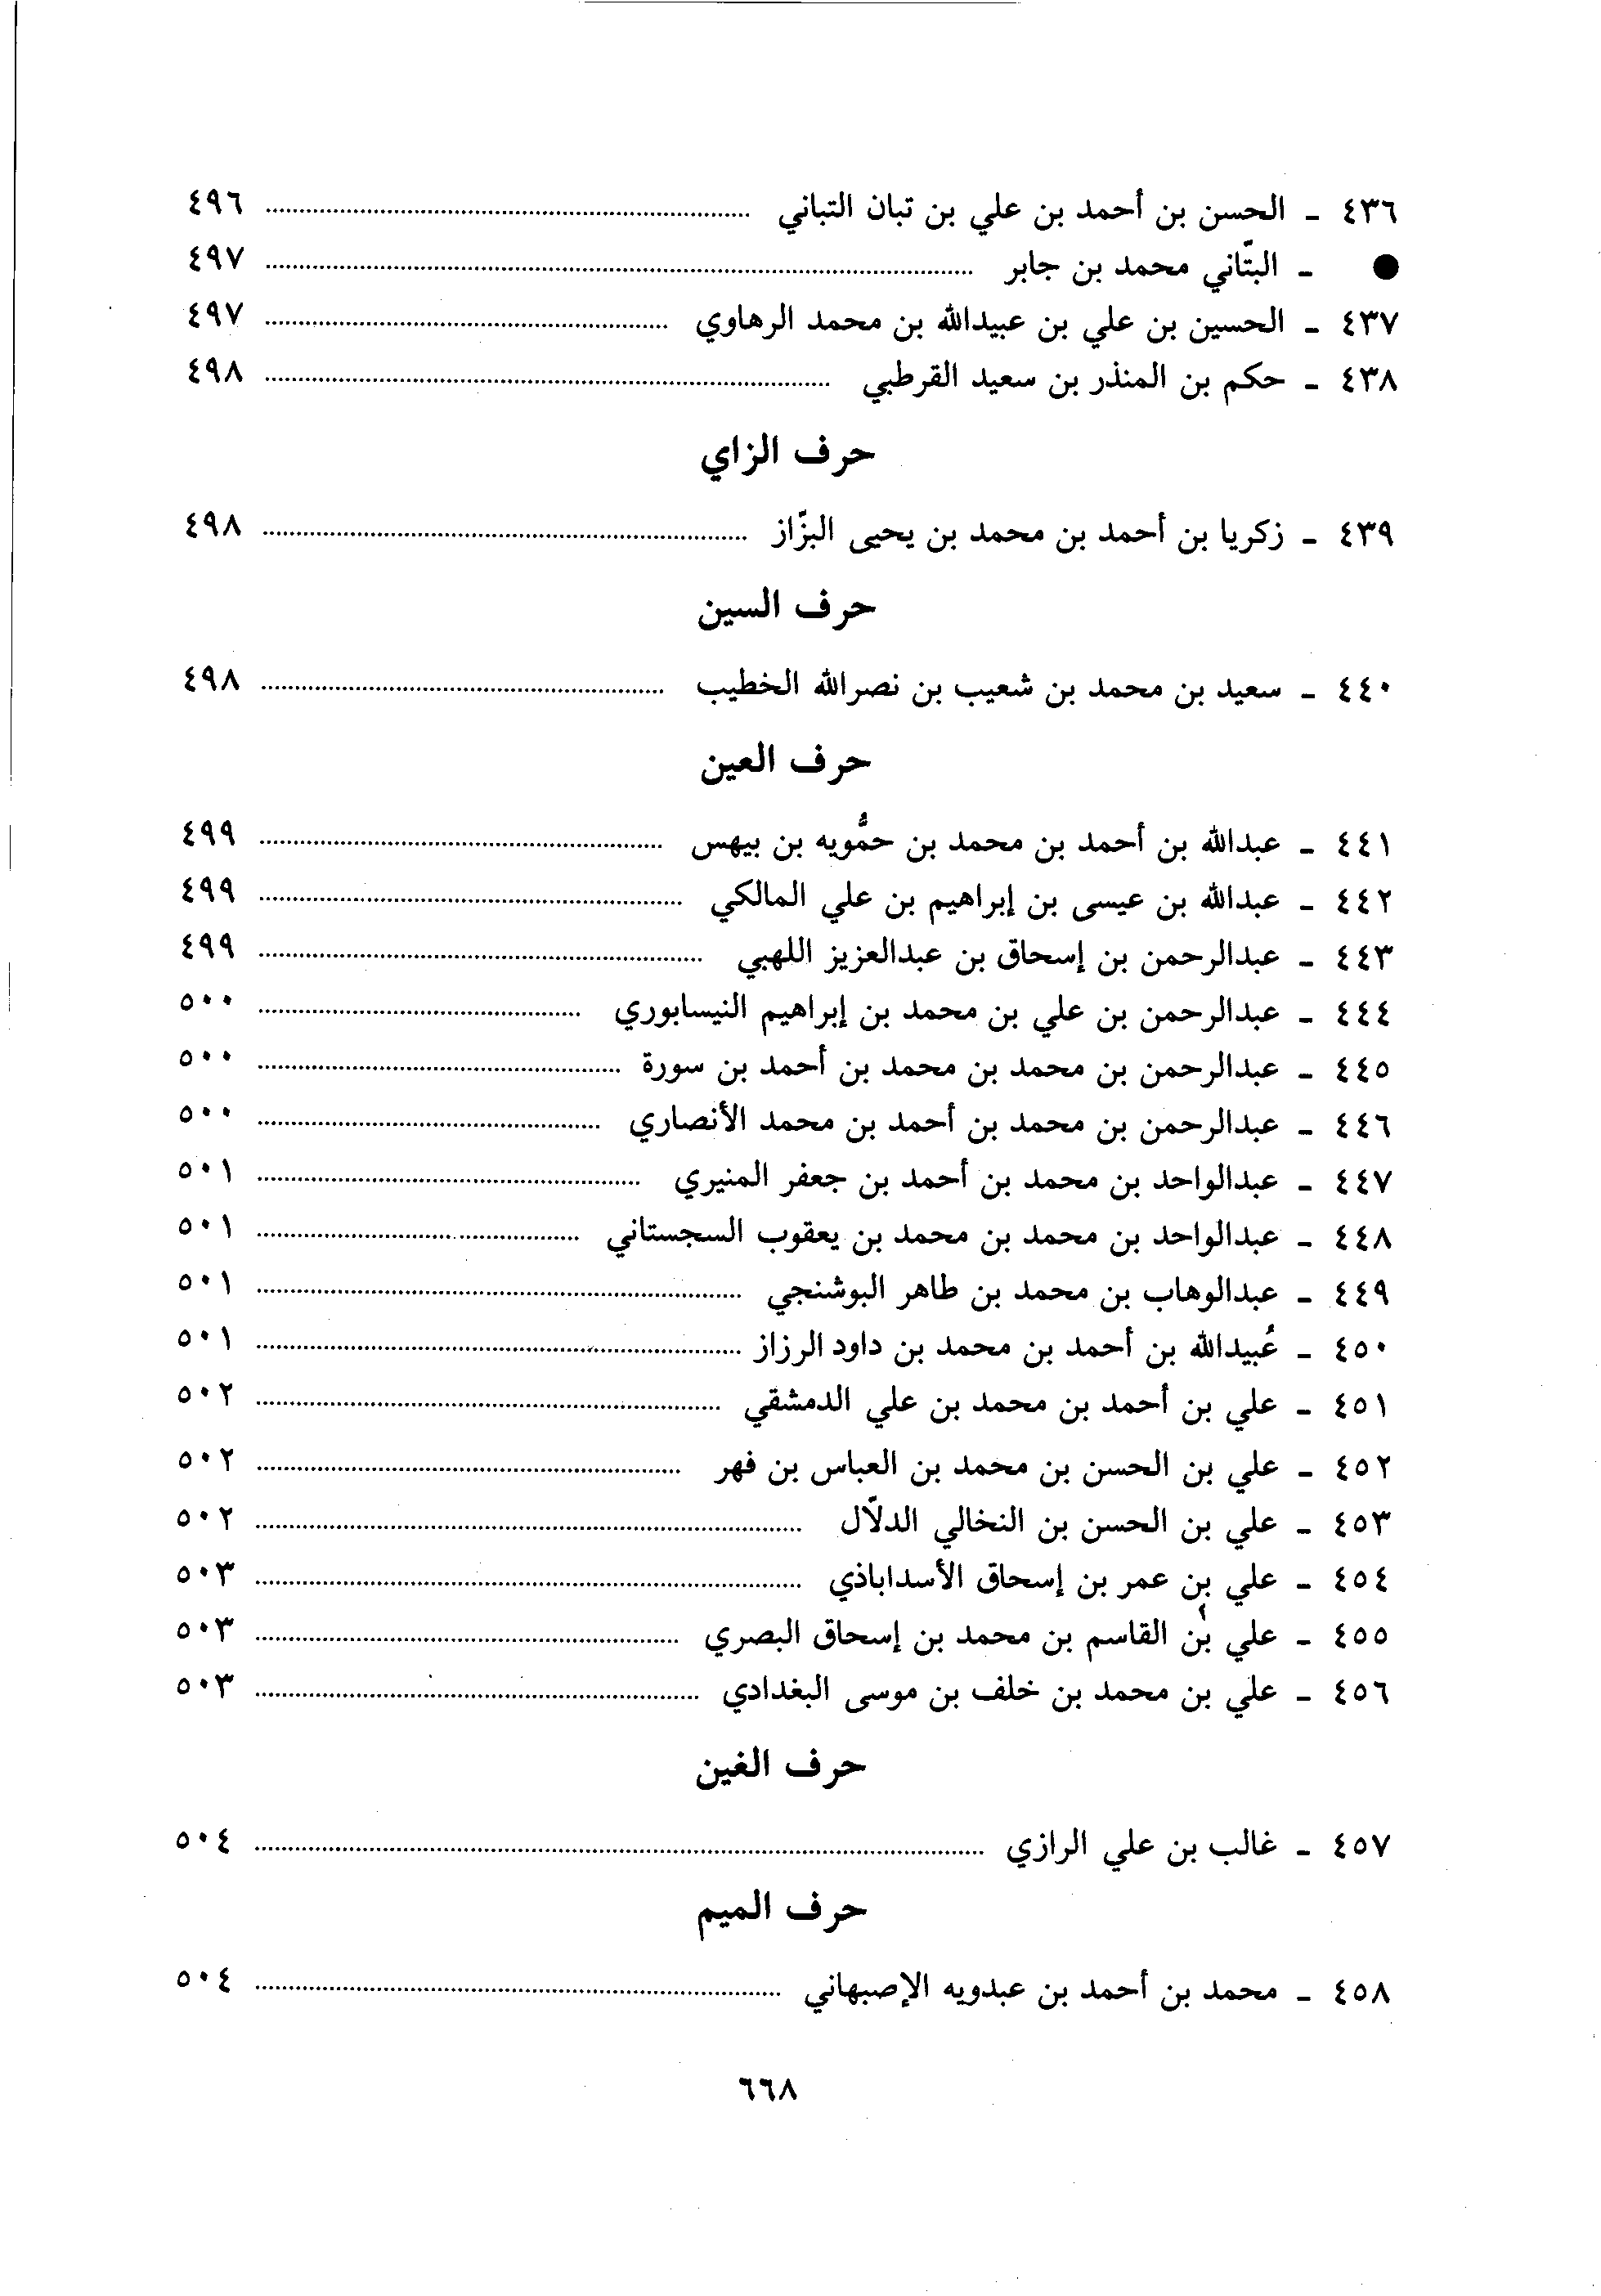 ٤٣٦ - الحسن بن أحمد بن علي بن تبان التباني ........ ٤٩٦
● - البتّاني محمد بن جابر ........ ٤٩٧
٤٣٧ - الحسين بن علي بن عبيدالله بن محمد الرهاوي ........ ٤٩٧
٤٣٨ - حكم بن المنذر بن سعيد القرطبي ........ ٤٩٨
حرف الزاي
٤٣٩ - زكريا بن أحمد بن محمد بن يحيى البزّاز ........ ٤٩٨
حرف السين
٤٤٠ - سعيد بن محمد بن شعيب بن نصرالله الخطيب ........ ٤٩٨
حرف العين
٤٤١ - عبدالله بن أحمد بن محمد بن حمُّويه بن بيهس ........ ٤٩٩
٤٤٢ - عبدالله بن عيسى بن إبراهيم بن علي المالكي ........ ٤٩٩
٤٤٣ - عبدالرحمن بن إسحاق بن عبدالعزيز اللهبي ........ ٤٩٩
٤٤٤ - عبدالرحمن بن علي بن محمد بن إبراهيم النيسابوري ........ ٥٠٠
٤٤٥ - عبدالرحمن بن محمد بن محمد بن أحمد بن سورة ........ ٥٠٠
٤٤٦ - عبدالرحمن بن محمد بن أحمد بن محمد الأنصاري ........ ٥٠٠
٤٤٧ - عبدالواحد بن محمد بن أحمد بن جعفر المنيري ........ ٥٠١
٤٤٨ - عبدالواحد بن محمد بن محمد بن يعقوب السجستاني ........ ٥٠١
٤٤٩ - عبدالوهاب بن محمد بن طاهر البوشنجي ........ ٥٠١
٤٥٠ - عُبيدالله بن أحمد بن محمد بن داود الرزاز ........ ٥٠١
٤٥١ - علي بن أحمد بن محمد بن علي الدمشقي ........ ٥٠٢
٤٥٢ - علي بن الحسن بن محمد بن العباس بن فهر ........ ٥٠٢
٤٥٣ - علي بن الحسن بن النخالي الدلّال ........ ٥٠٢
٤٥٤ - علي بن عمر بن إسحاق الأسداباذي ........ ٥٠٣
٤٥٥ - علي بن القاسم بن محمد بن إسحاق البصري ........ ٥٠٣
٤٥٦ - علي بن محمد بن خلف بن موسى البغدادي ........ ٥٠٣
حرف الغين
٤٥٧ - غالب بن علي الرازي ........ ٥٠٤
حرف الميم
٤٥٨ - محمد بن أحمد بن عبدويه الإصبهاني ........ ٥٠٤
٦٦٨